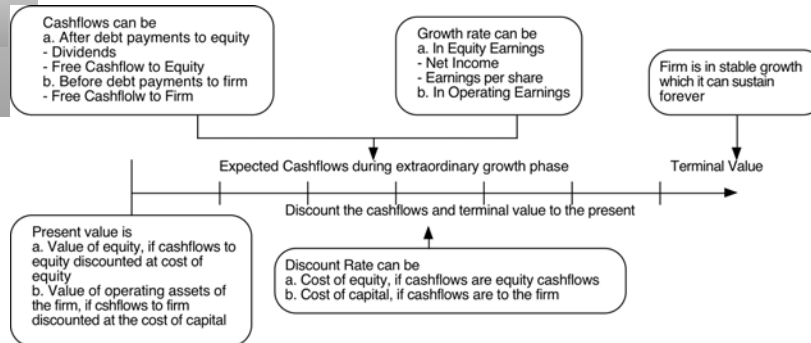 Cashflows can be
a. After debt payments to equity
- Dividends
- Free Cashflow to Equity
b. Before debt payments to firm
- Free Cashflolw to Firm
Growth rate can be
a. In Equity Earnings
- Net Income
- Earnings per share
b. In Operating Earnings
Firm is in stable growth
which it can sustain
forever
Expected Cashflows during extraordinary growth phase
Terminal Value
Discount the cashflows and terminal value to the present
Present value is
a. Value of equity, if cashflows to
equity discounted at cost of
equity
b. Value of operating assets of
the firm, if cshflows to firm
discounted at the cost of capital
Discount Rate can be
a. Cost of equity, if cashflows are equity cashflows
b. Cost of capital, if cashflows are to the firm